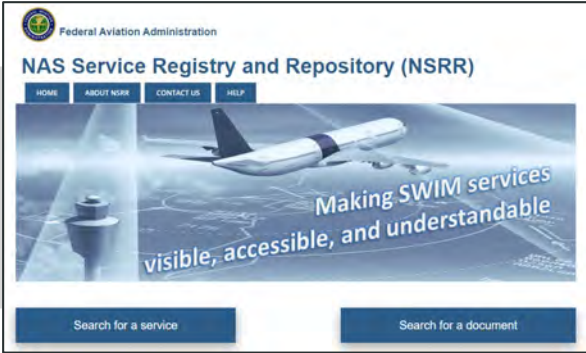 Federal Aviation Administration
NAS Service Registry and Repository (NSRR)
HOME ABOUT NSRR CONTACT US HELP
Making SWIM services
visible, accessible, and understandable
Search for a service Search for a document